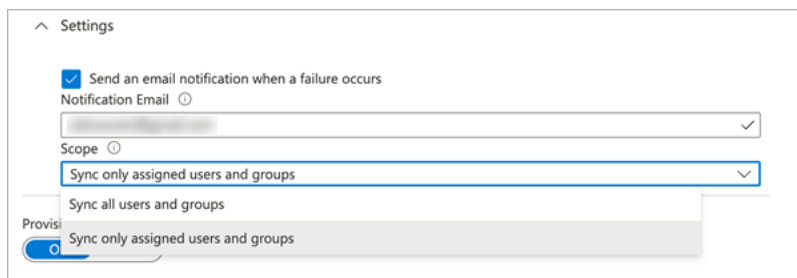 Settings
Send an email notification when a failure occurs
Notification Email
Scope
Sync only assigned users and groups
Sync all users and groups
Sync only assigned users and groups